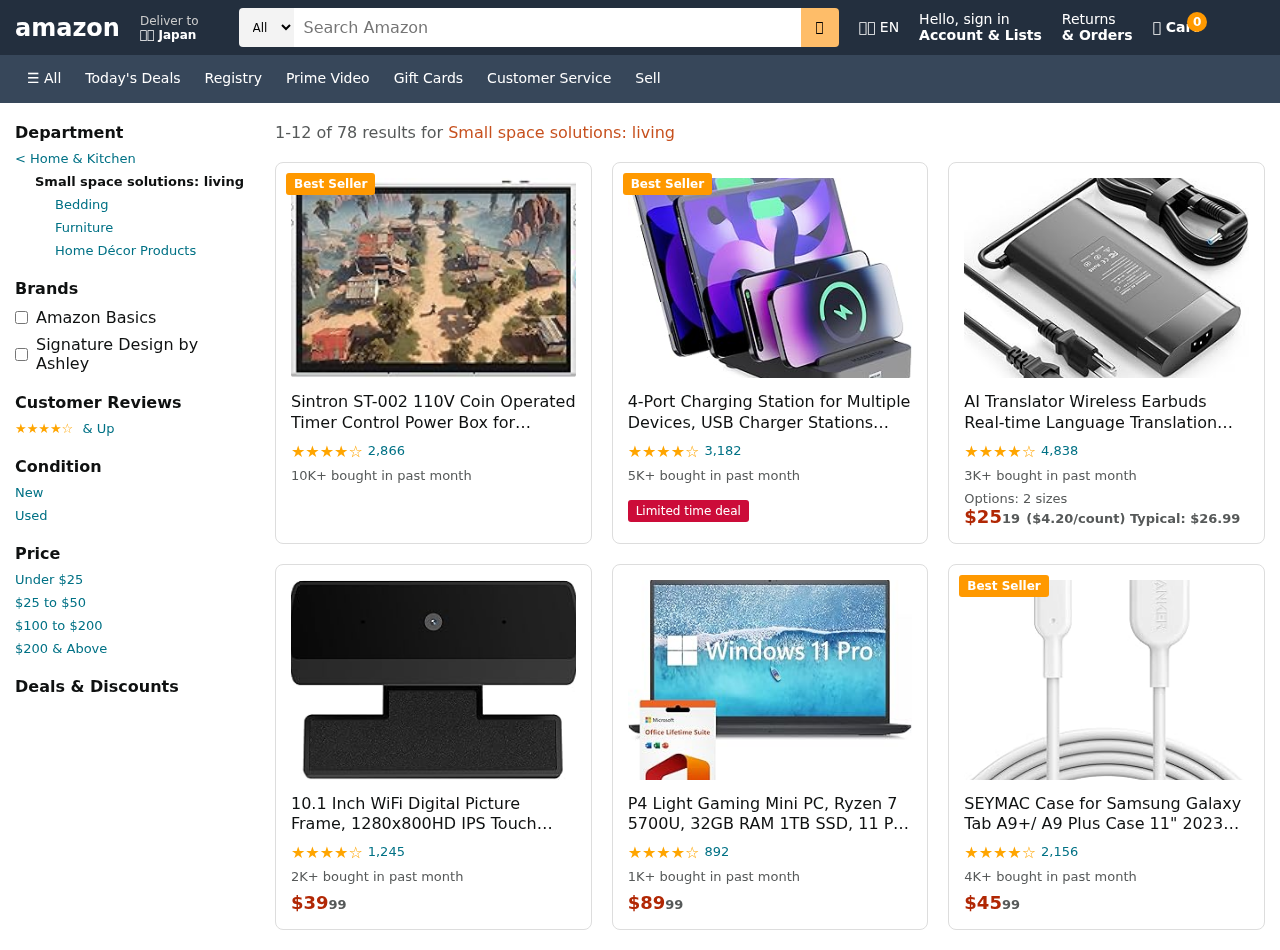 amazon
Deliver to
Japan
All
Search Amazon
EN
Hello, sign in
Account & Lists
Returns
& Orders
0
☰ All
Today's Deals
Registry
Prime Video
Gift Cards
Customer Service
Sell
Department
< Home & Kitchen
Small space solutions: living
Bedding
Furniture
Home Décor Products
Brands
Amazon Basics
Signature Design by
Ashley
Customer Reviews
★★★★☆ & Up
Condition
New
Used
Price
Under $25
$25 to $50
$100 to $200
$200 & Above
Deals & Discounts
1-12 of 78 results for Small space solutions: living
Best Seller
Sintron ST-002 110V Coin Operated
Timer Control Power Box for…
★★★★☆ 2,866
10K+ bought in past month
Best Seller
4-Port Charging Station for Multiple
Devices, USB Charger Stations…
★★★★☆ 3,182
5K+ bought in past month
Limited time deal
AI Translator Wireless Earbuds
Real-time Language Translation…
★★★★☆ 4,838
3K+ bought in past month
Options: 2 sizes
$25 19 ($4.20/count) Typical: $26.99
10.1 Inch WiFi Digital Picture
Frame, 1280x800HD IPS Touch…
★★★★☆ 1,245
2K+ bought in past month
$39 99
Windows 11 Pro
Microsoft
Office Lifetime Suite
P4 Light Gaming Mini PC, Ryzen 7
5700U, 32GB RAM 1TB SSD, 11 P…
★★★★☆ 892
1K+ bought in past month
$89 99
Best Seller
ANKER
SEYMAC Case for Samsung Galaxy
Tab A9+/ A9 Plus Case 11" 2023…
★★★★☆ 2,156
4K+ bought in past month
$45 99